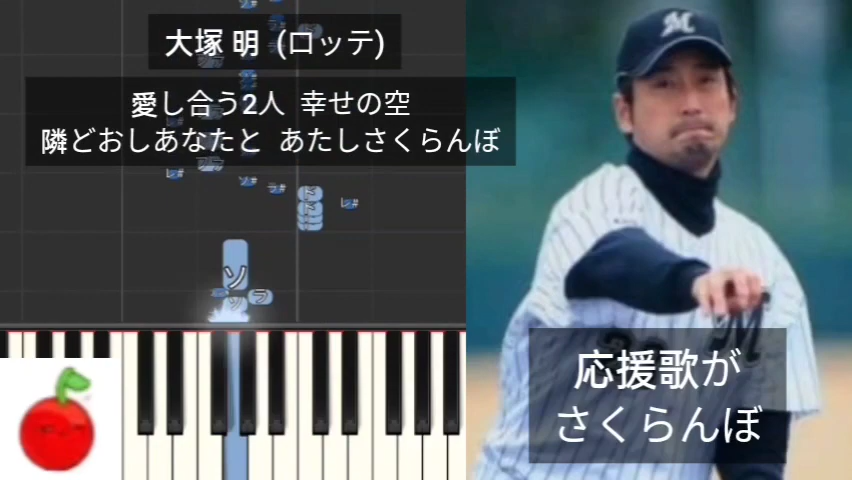 大塚 明 (ロッテ)
愛し合う2人 幸せの空
隣どおしあなたと あたしさくらんぼ
ソ
ラ
M
M
応援歌が
さくらんぼ